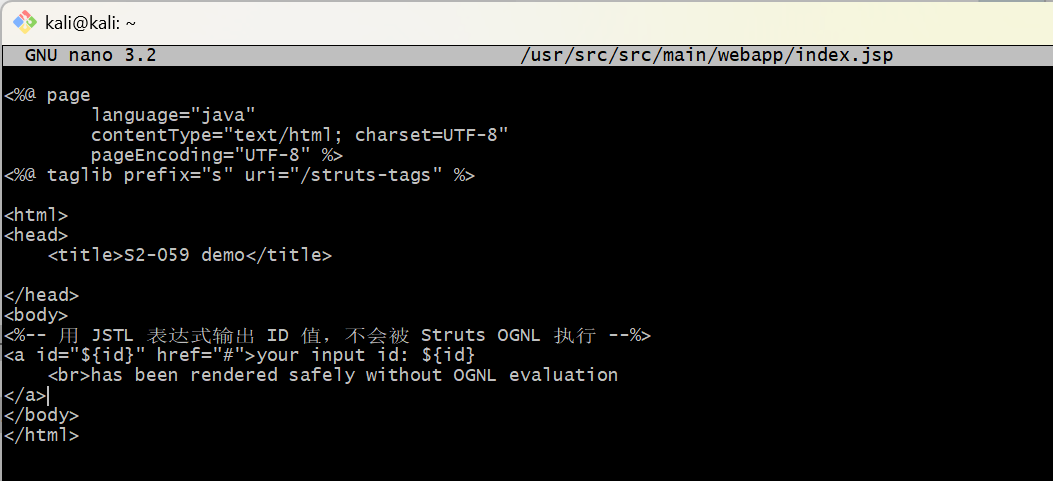 kali@kali: ~
GNU nano 3.2 /usr/src/src/main/webapp/index.jsp
<%@ page
        language="java"
        contentType="text/html; charset=UTF-8"
        pageEncoding="UTF-8" %>
<%@ taglib prefix="s" uri="/struts-tags" %>
<html>
<head>
    <title>S2-059 demo</title>
</head>
<body>
<%-- 用 JSTL 表达式输出 ID 值，不会被 Struts OGNL 执行 --%>
<a id="${id}" href="#">your input id: ${id}
    <br>has been rendered safely without OGNL evaluation
</a>
</body>
</html>